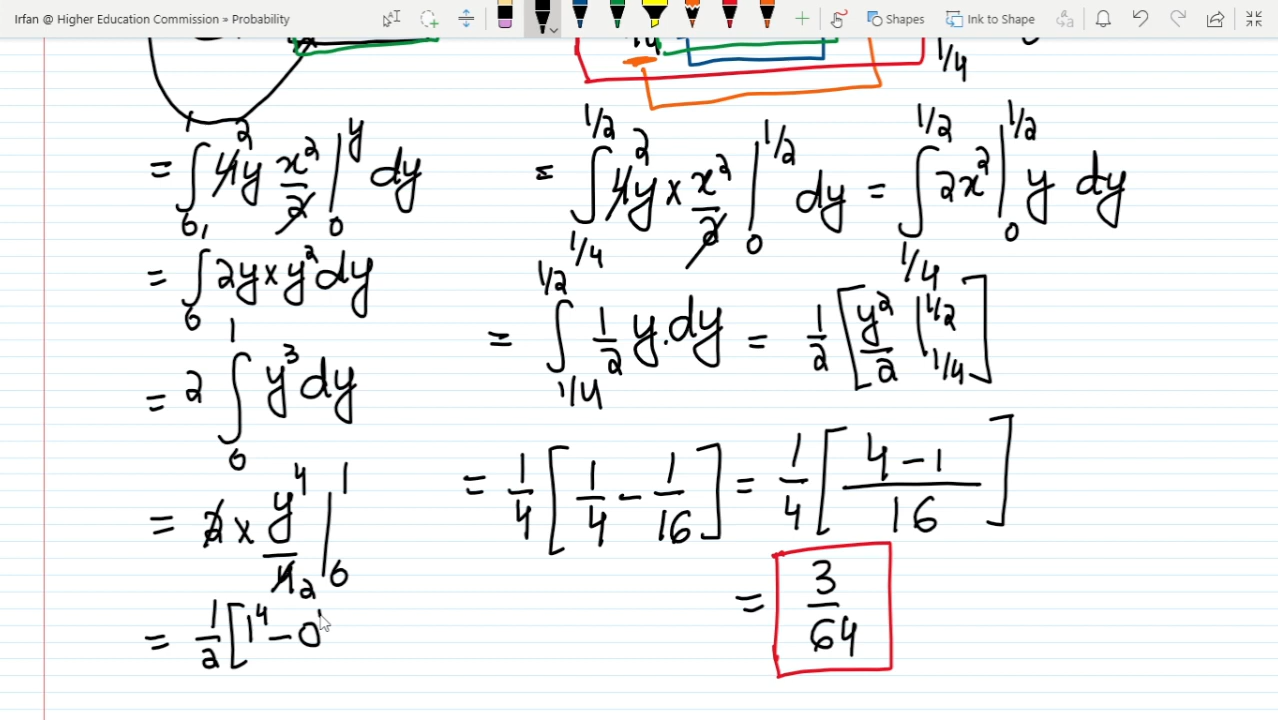 Irfan @ Higher Education Commission » Probability
Shapes
Ink to Shape
1/4
= ∫₀¹ 4y x²/2 |₀^y dy
= ∫₀¹ 2y × y² dy
= 2 ∫₀¹ y³ dy
= 2 × y⁴/4 2 |₀¹
= 1/2 [1⁴ – 0
= ∫_{1/4}^{1/2} 4y × x²/2 |₀^{1/2} dy = ∫_{1/4}^{1/2} 2x² |₀^{1/2} y dy
= ∫_{1/4}^{1/2} 1/2 y.dy = 1/2 [y²/2 |_{1/4}^{1/2}]
= 1/4 [1/4 – 1/16] = 1/4 [4 – 1/16]
= 3/64